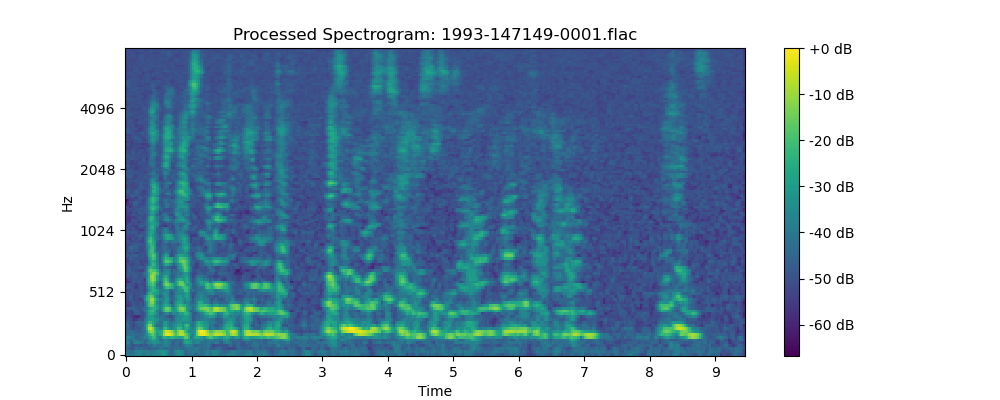 Processed Spectrogram: 1993-147149-0001.flac
Hz
4096
2048
1024
512
0
0 1 2 3 4 5 6 7 8 9
Time
+0 dB
-10 dB
-20 dB
-30 dB
-40 dB
-50 dB
-60 dB